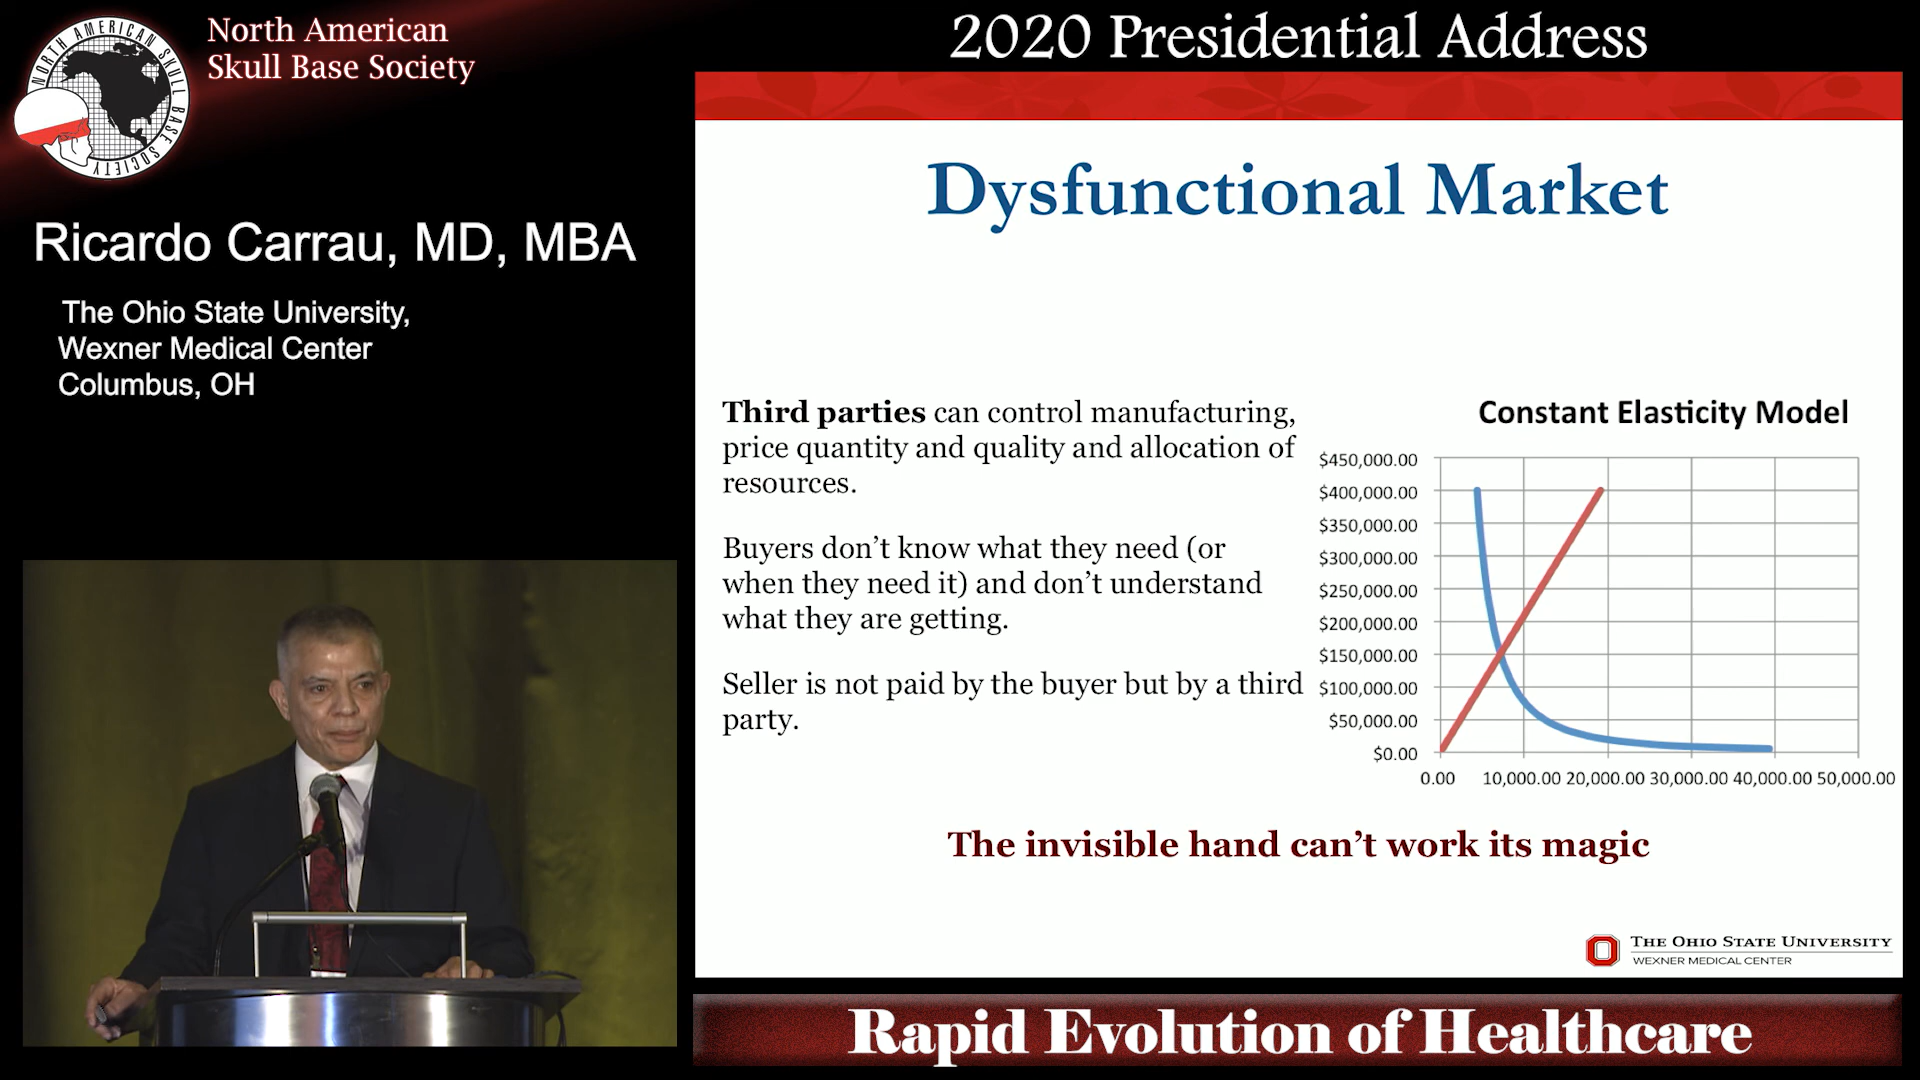 NORTH AMERICAN SKULL BASE SOCIETY
North American
Skull Base Society
2020 Presidential Address
Ricardo Carrau, MD, MBA
The Ohio State University,
Wexner Medical Center
Columbus, OH
Dysfunctional Market
Third parties can control manufacturing,
price quantity and quality and allocation of
resources.
Buyers don’t know what they need (or
when they need it) and don’t understand
what they are getting.
Seller is not paid by the buyer but by a third
party.
Constant Elasticity Model
$450,000.00
$400,000.00
$350,000.00
$300,000.00
$250,000.00
$200,000.00
$150,000.00
$100,000.00
$50,000.00
$0.00
0.00 10,000.00 20,000.00 30,000.00 40,000.00 50,000.00
The invisible hand can’t work its magic
THE OHIO STATE UNIVERSITY
WEXNER MEDICAL CENTER
Rapid Evolution of Healthcare